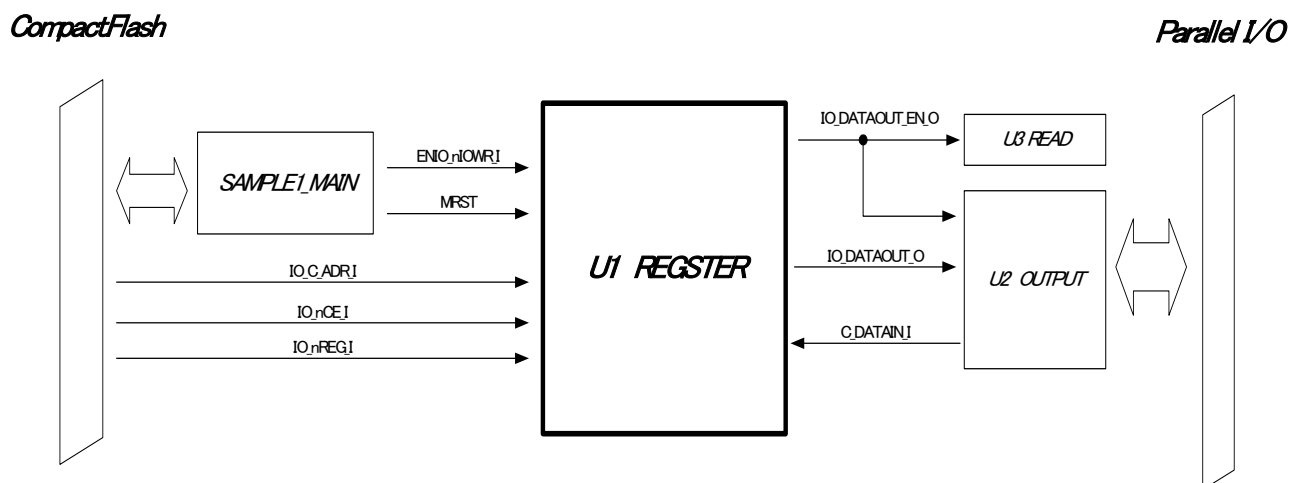 CompactFlash
Parallel I/O
IO_DATAOUT_EN_O
U3 READ
ENIO_nIOWR_I
SAMPLE1_MAIN
MRST
IO_C_ADR_I
U1 REGSTER
IO_DATAOUT_O
U2 OUTPUT
IO_nCE_I
C_DATAIN_I
IO_nREG_I